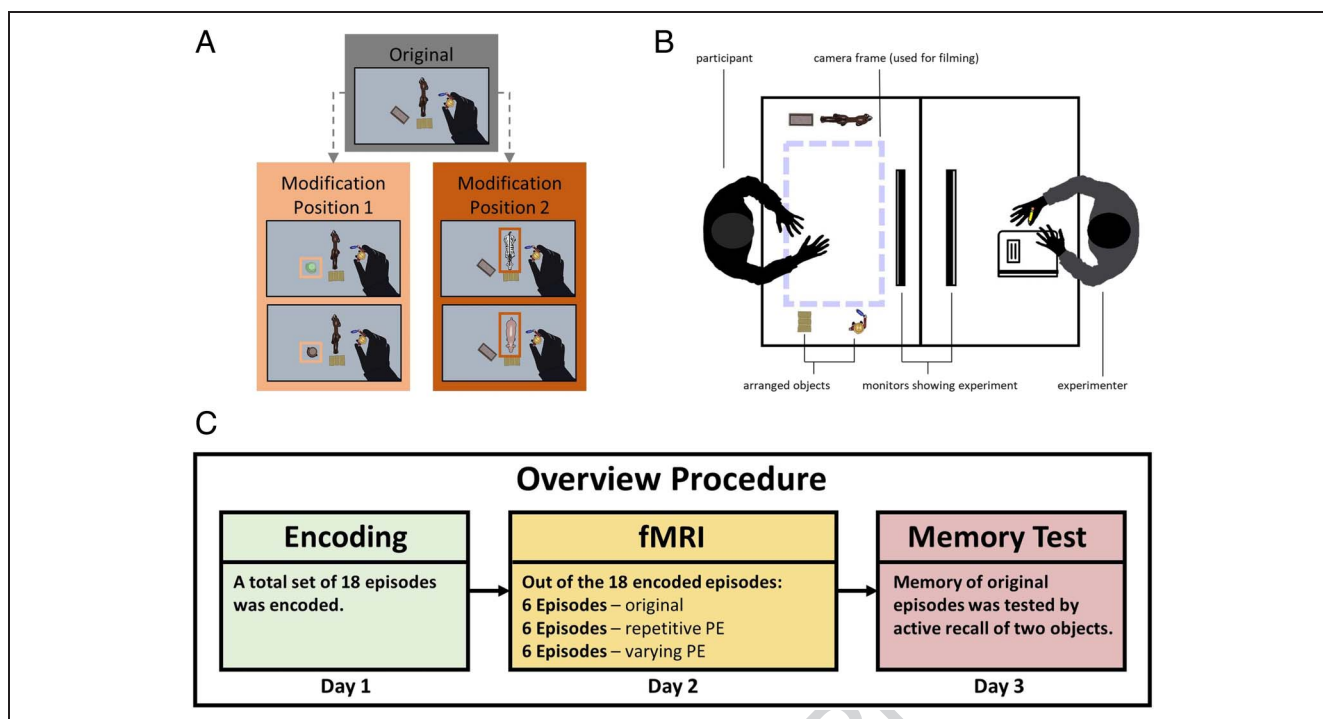 A
Original
Modification
Position 1
Modification
Position 2
B
participant
camera frame (used for filming)
arranged objects
monitors showing experiment
experimenter
C
Overview Procedure
Encoding
A total set of 18 episodes
was encoded.
Day 1
fMRI
Out of the 18 encoded episodes:
6 Episodes – original
6 Episodes – repetitive PE
6 Episodes – varying PE
Day 2
Memory Test
Memory of original
episodes was tested by
active recall of two objects.
Day 3